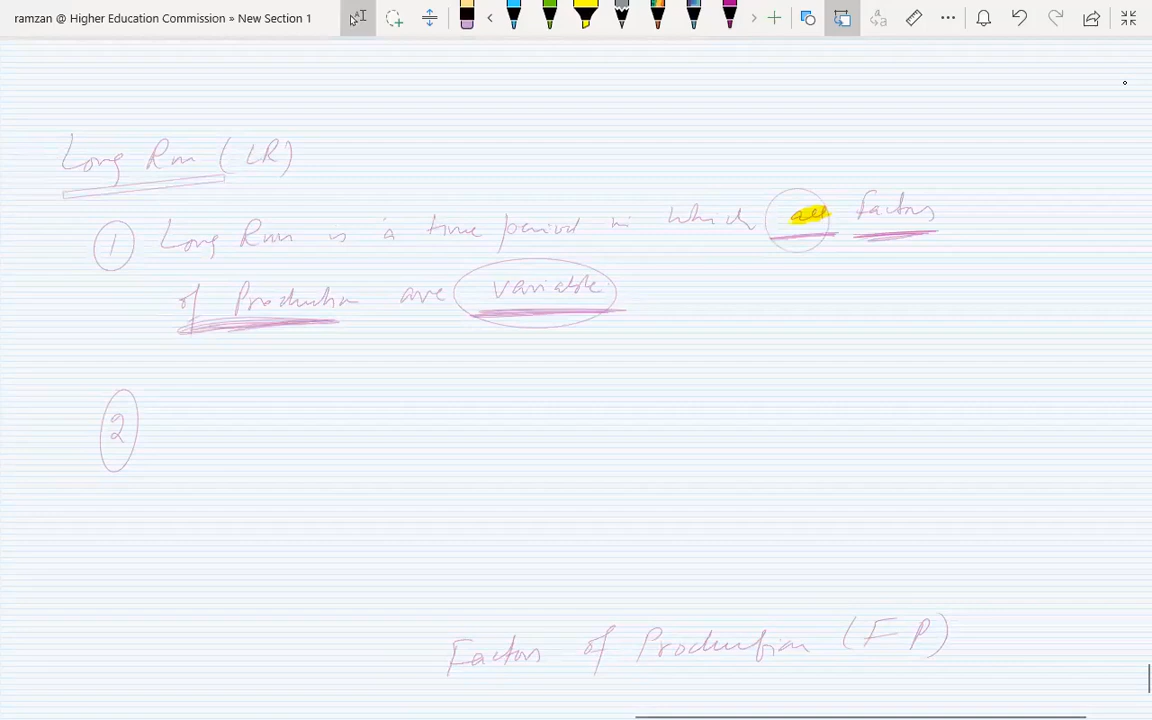 ramzan @ Higher Education Commission » New Section 1
Long Run (LR)
1 Long Run is a time period in which all factors
of Production are variable
2
Factors of Production (FP)